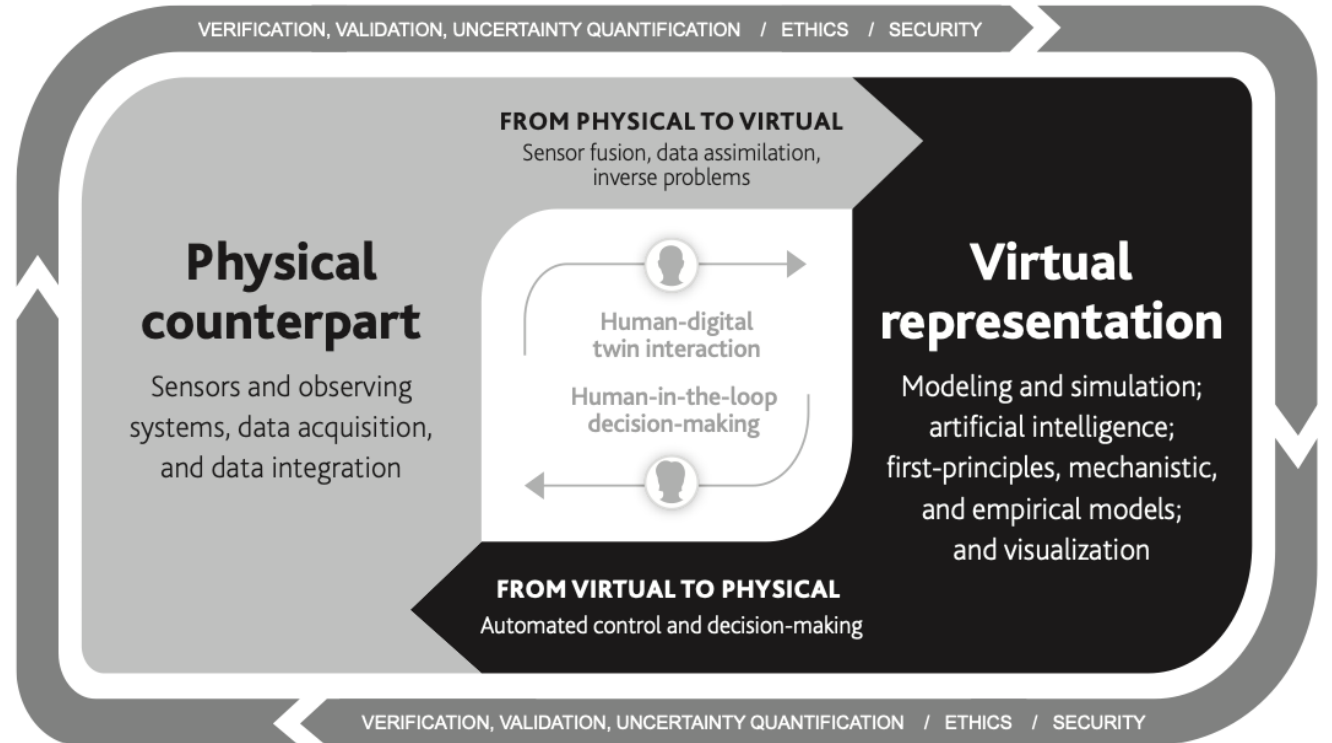 VERIFICATION, VALIDATION, UNCERTAINTY QUANTIFICATION / ETHICS / SECURITY
FROM PHYSICAL TO VIRTUAL
Sensor fusion, data assimilation,
inverse problems
Physical
counterpart
Sensors and observing
systems, data acquisition,
and data integration
Human-digital
twin interaction
Human-in-the-loop
decision-making
Virtual
representation
Modeling and simulation;
artificial intelligence;
first-principles, mechanistic,
and empirical models;
and visualization
FROM VIRTUAL TO PHYSICAL
Automated control and decision-making
VERIFICATION, VALIDATION, UNCERTAINTY QUANTIFICATION / ETHICS / SECURITY